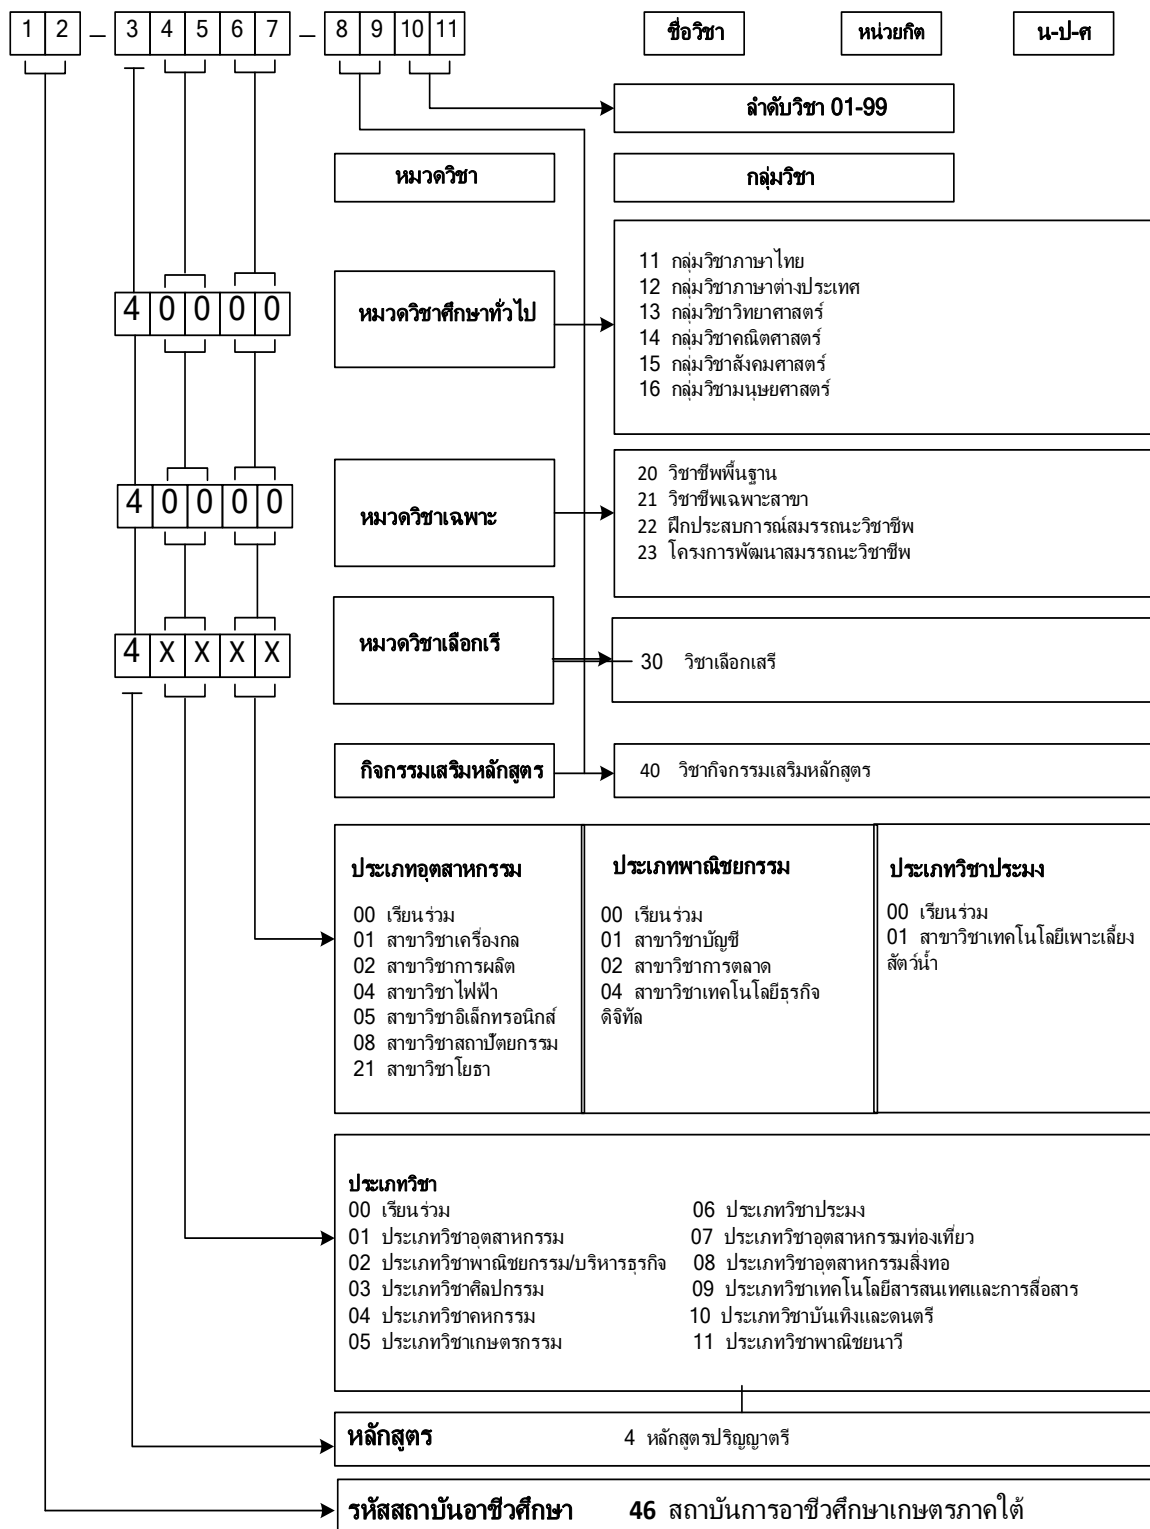 1 2 – 3 4 5 6 7 – 8 9 10 11 ชื่อวิชา หน่วยกิต น-ป-ศ
ลำดับวิชา 01-99
หมวดวิชา กลุ่มวิชา
4 0 0 0 0 หมวดวิชาศึกษาทั่วไป
11 กลุ่มวิชาภาษาไทย
12 กลุ่มวิชาภาษาต่างประเทศ
13 กลุ่มวิชาวิทยาศาสตร์
14 กลุ่มวิชาคณิตศาสตร์
15 กลุ่มวิชาสังคมศาสตร์
16 กลุ่มวิชามนุษยศาสตร์
4 0 0 0 0 หมวดวิชาเฉพาะ
20 วิชาชีพพื้นฐาน
21 วิชาชีพเฉพาะสาขา
22 ฝึกประสบการณ์สมรรถนะวิชาชีพ
23 โครงการพัฒนาสมรรถนะวิชาชีพ
4 X X X X หมวดวิชาเลือกเรี
30 วิชาเลือกเสรี
กิจกรรมเสริมหลักสูตร
40 วิชากิจกรรมเสริมหลักสูตร
ประเภทอุตสาหกรรม
00 เรียนร่วม
01 สาขาวิชาเครื่องกล
02 สาขาวิชาการผลิต
04 สาขาวิชาไฟฟ้า
05 สาขาวิชาอิเล็กทรอนิกส์
08 สาขาวิชาสถาปัตยกรรม
21 สาขาวิชาโยธา
ประเภทพาณิชยกรรม
00 เรียนร่วม
01 สาขาวิชาบัญชี
02 สาขาวิชาการตลาด
04 สาขาวิชาเทคโนโลยีธุรกิจ
ดิจิทัล
ประเภทวิชาประมง
00 เรียนร่วม
01 สาขาวิชาเทคโนโลยีเพาะเลี้ยง
สัตว์น้ำ
ประเภทวิชา
00 เรียนร่วม
01 ประเภทวิชาอุตสาหกรรม
02 ประเภทวิชาพาณิชยกรรม/บริหารธุรกิจ
03 ประเภทวิชาศิลปกรรม
04 ประเภทวิชาคหกรรม
05 ประเภทวิชาเกษตรกรรม
06 ประเภทวิชาประมง
07 ประเภทวิชาอุตสาหกรรมท่องเที่ยว
08 ประเภทวิชาอุตสาหกรรมสิ่งทอ
09 ประเภทวิชาเทคโนโลยีสารสนเทศและการสื่อสาร
10 ประเภทวิชาบันเทิงและดนตรี
11 ประเภทวิชาพาณิชยนาวี
หลักสูตร 4 หลักสูตรปริญญาตรี
รหัสสถาบันอาชีวศึกษา 46 สถาบันการอาชีวศึกษาเกษตรภาคใต้